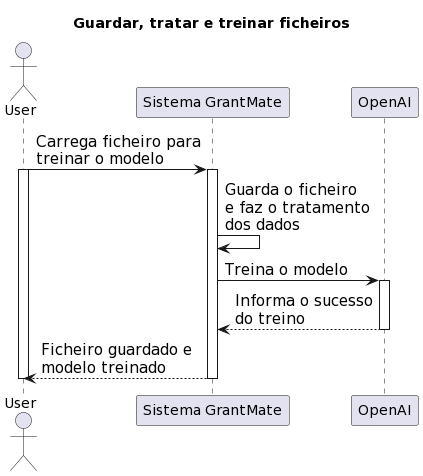 Guardar, tratar e treinar ficheiros
User
Sistema GrantMate
OpenAI
Carrega ficheiro para
treinar o modelo
Guarda o ficheiro
e faz o tratamento
dos dados
Treina o modelo
Informa o sucesso
do treino
Ficheiro guardado e
modelo treinado
User
Sistema GrantMate
OpenAI